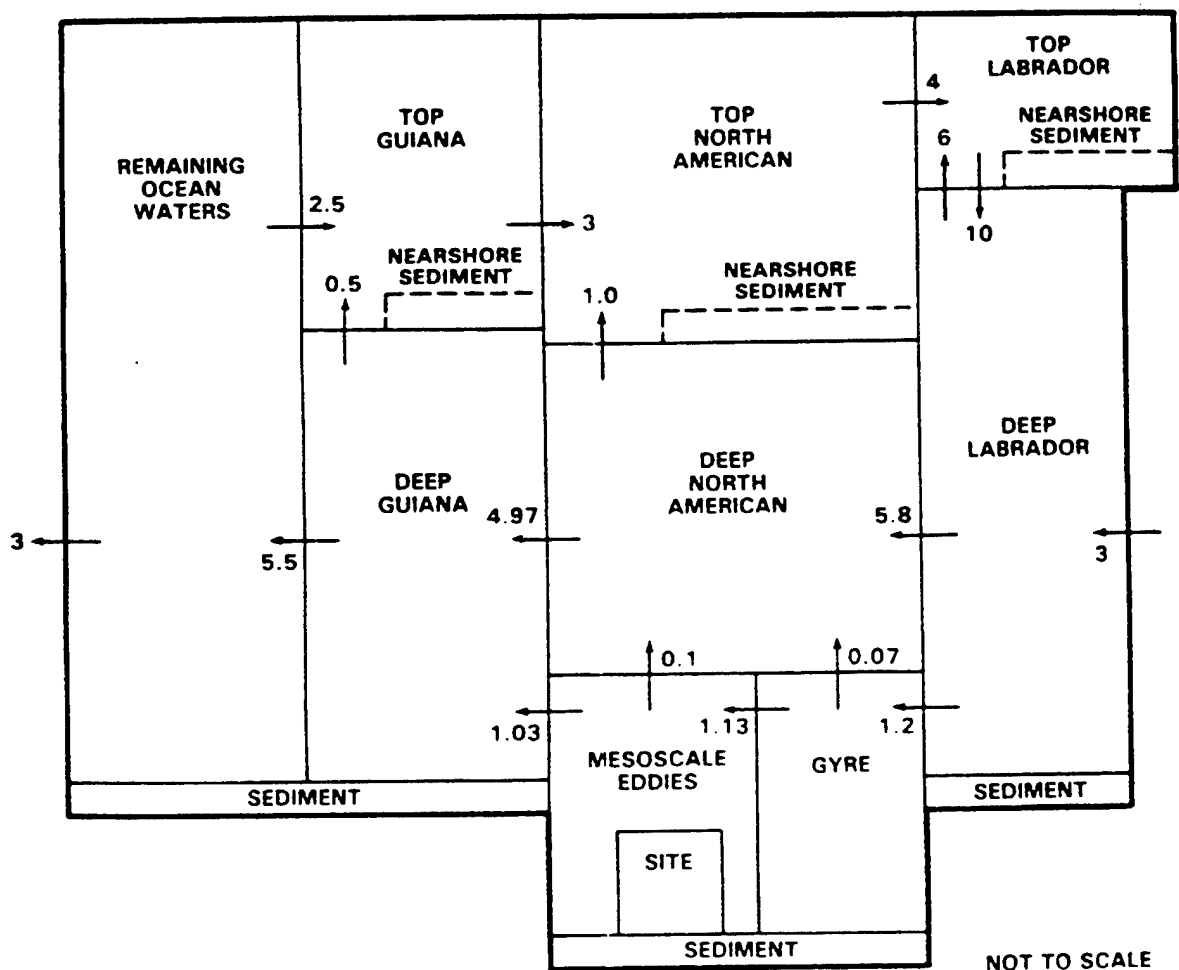 TOP
LABRADOR
4
TOP
GUIANA
TOP
NORTH
AMERICAN
6
NEARSHORE
SEDIMENT
REMAINING
OCEAN
WATERS
2.5
3
10
NEARSHORE
SEDIMENT
0.5
NEARSHORE
SEDIMENT
1.0
DEEP
LABRADOR
DEEP
GUIANA
DEEP
NORTH
AMERICAN
4.97
5.8
3
5.5
3
0.1
0.07
1.03
1.13
1.2
MESOSCALE
EDDIES
GYRE
SEDIMENT
SEDIMENT
SITE
SEDIMENT
NOT TO SCALE